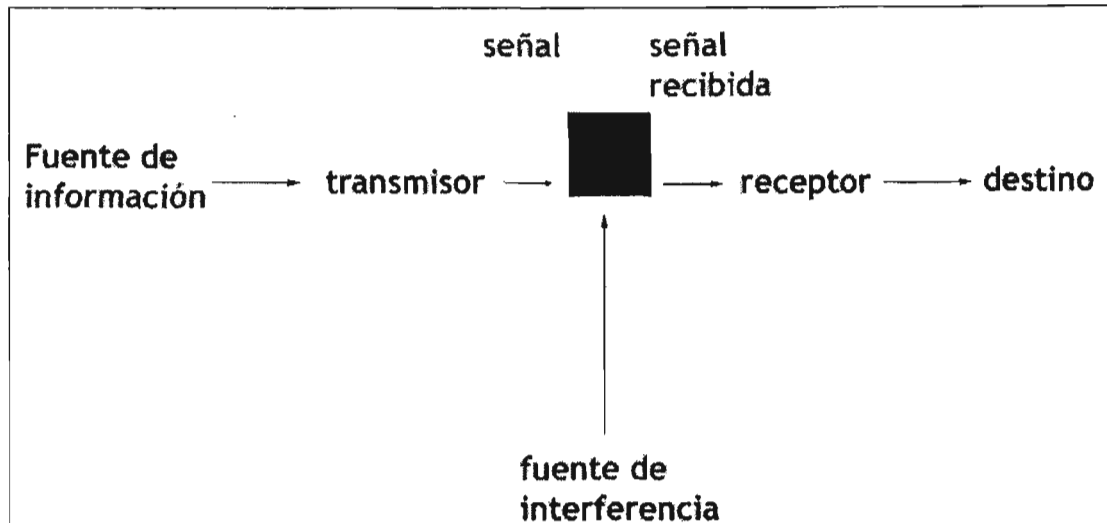 señal
señal
recibida
Fuente de
información
transmisor
receptor
destino
fuente de
interferencia